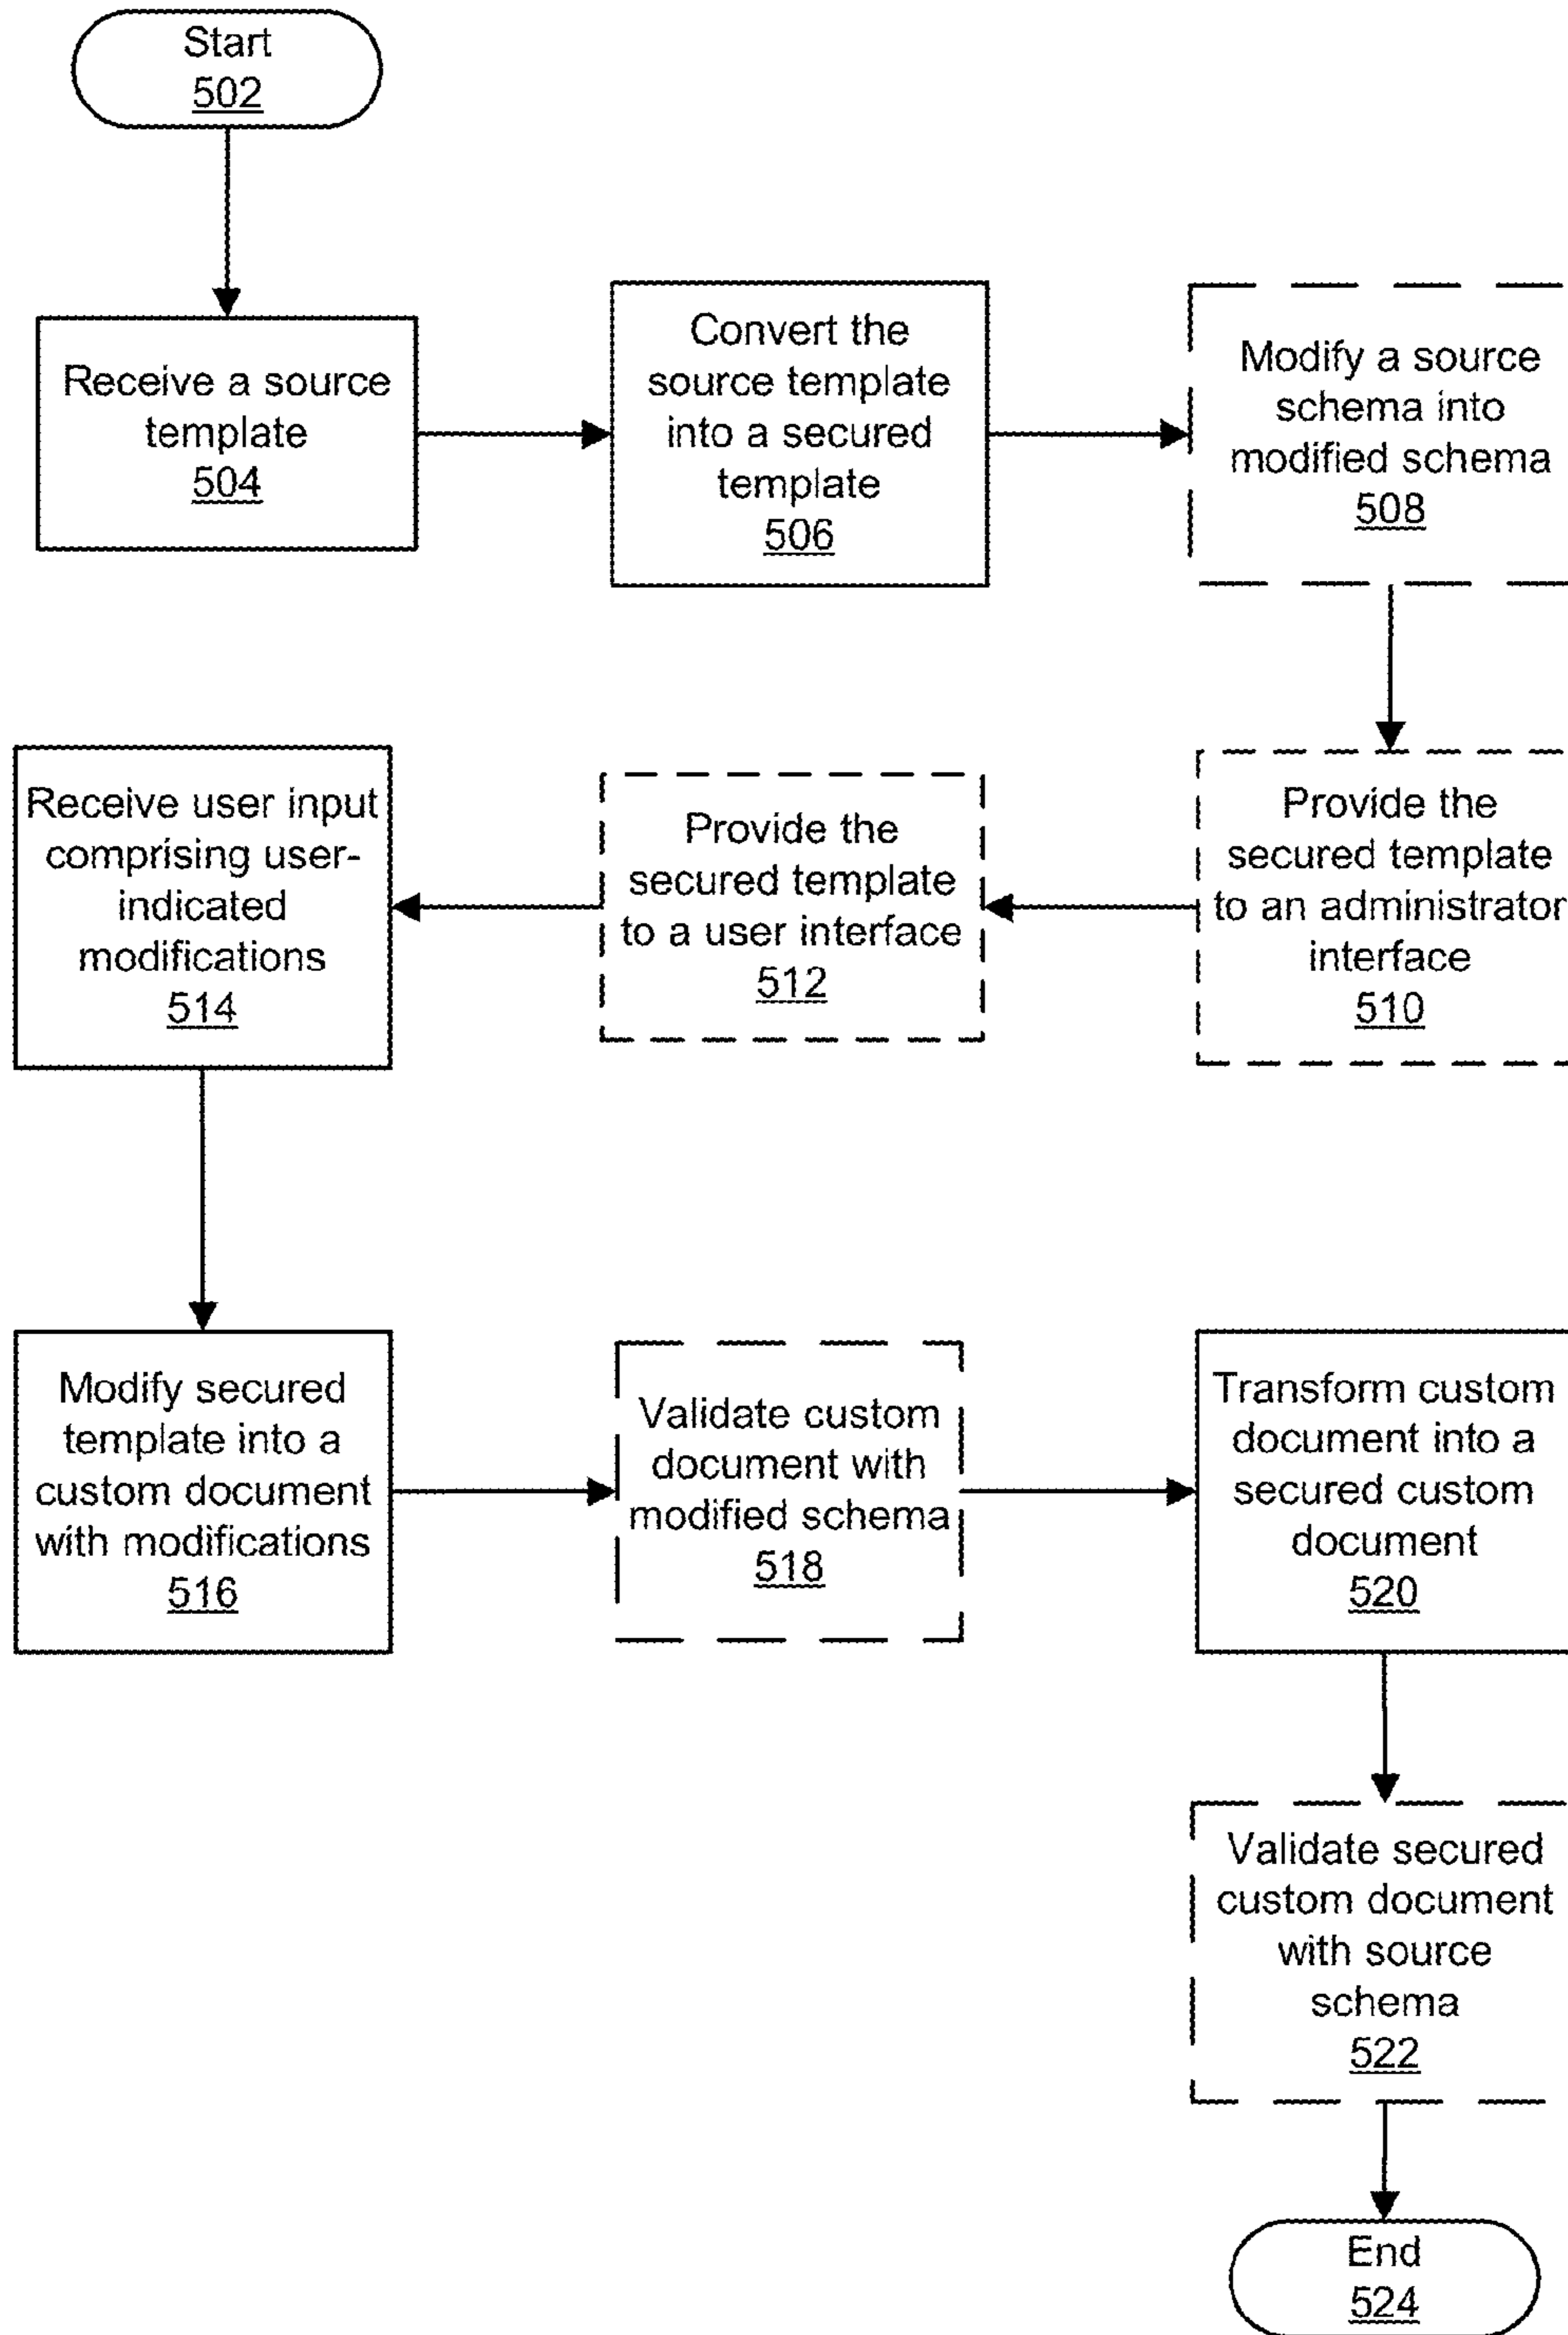 Start
502
Receive a source
template
504
Convert the
source template
into a secured
template
506
Modify a source
schema into
modified schema
508
Provide the
secured template
to an administrator
interface
510
Provide the
secured template
to a user interface
512
Receive user input
comprising user-
indicated
modifications
514
Modify secured
template into a
custom document
with modifications
516
Validate custom
document with
modified schema
518
Transform custom
document into a
secured custom
document
520
Validate secured
custom document
with source
schema
522
End
524